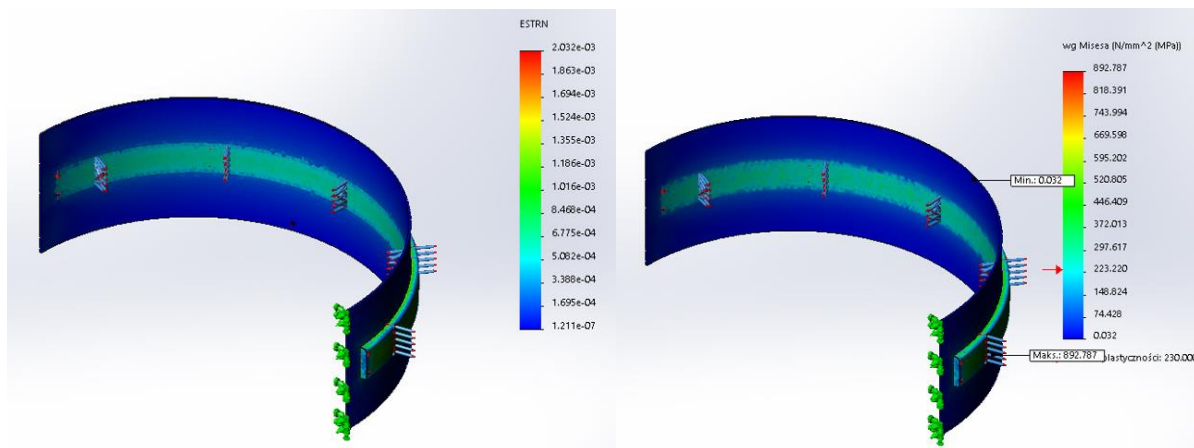 ESTRN
2.032e-03
1.863e-03
1.694e-03
1.524e-03
1.355e-03
1.186e-03
1.016e-03
8.468e-04
6.775e-04
5.082e-04
3.388e-04
1.695e-04
1.211e-07
wg Misesa (N/mm^2 (MPa))
892.787
818.391
743.994
669.598
595.202
520.805
446.409
372.013
297.617
223.220
148.824
74.428
0.032
Min.: 0.032
Maks.: 892.787
plastyczności: 230.00